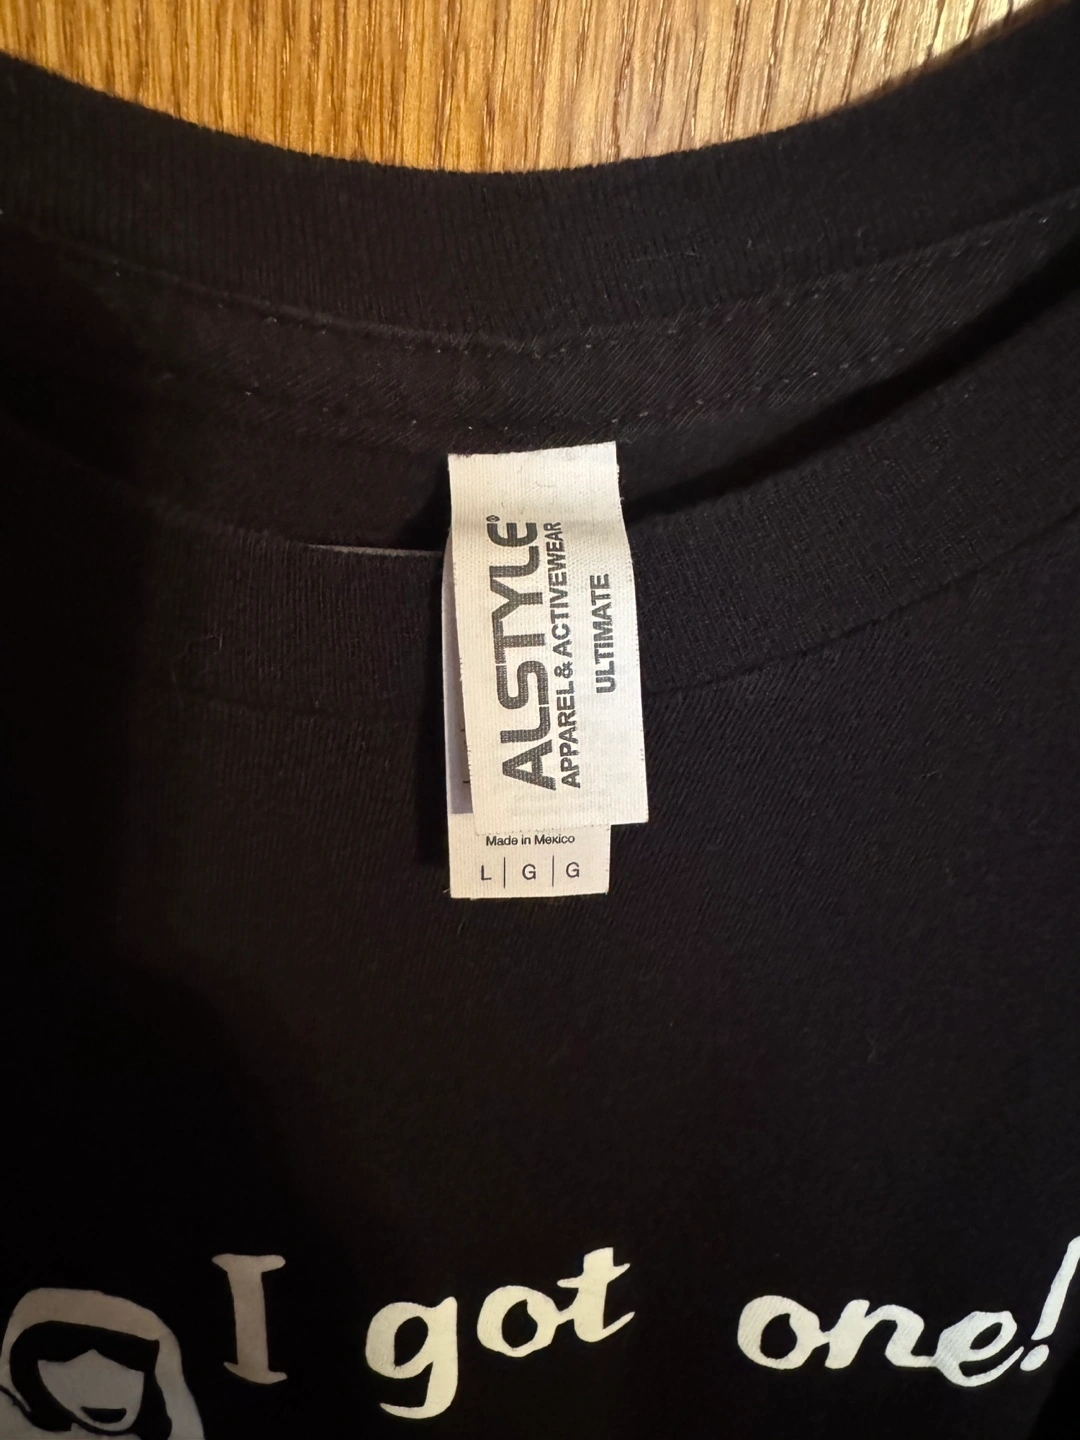 ALSTYLE®
APPAREL & ACTIVEWEAR
ULTIMATE
Made in Mexico
L | G | G
I got one!